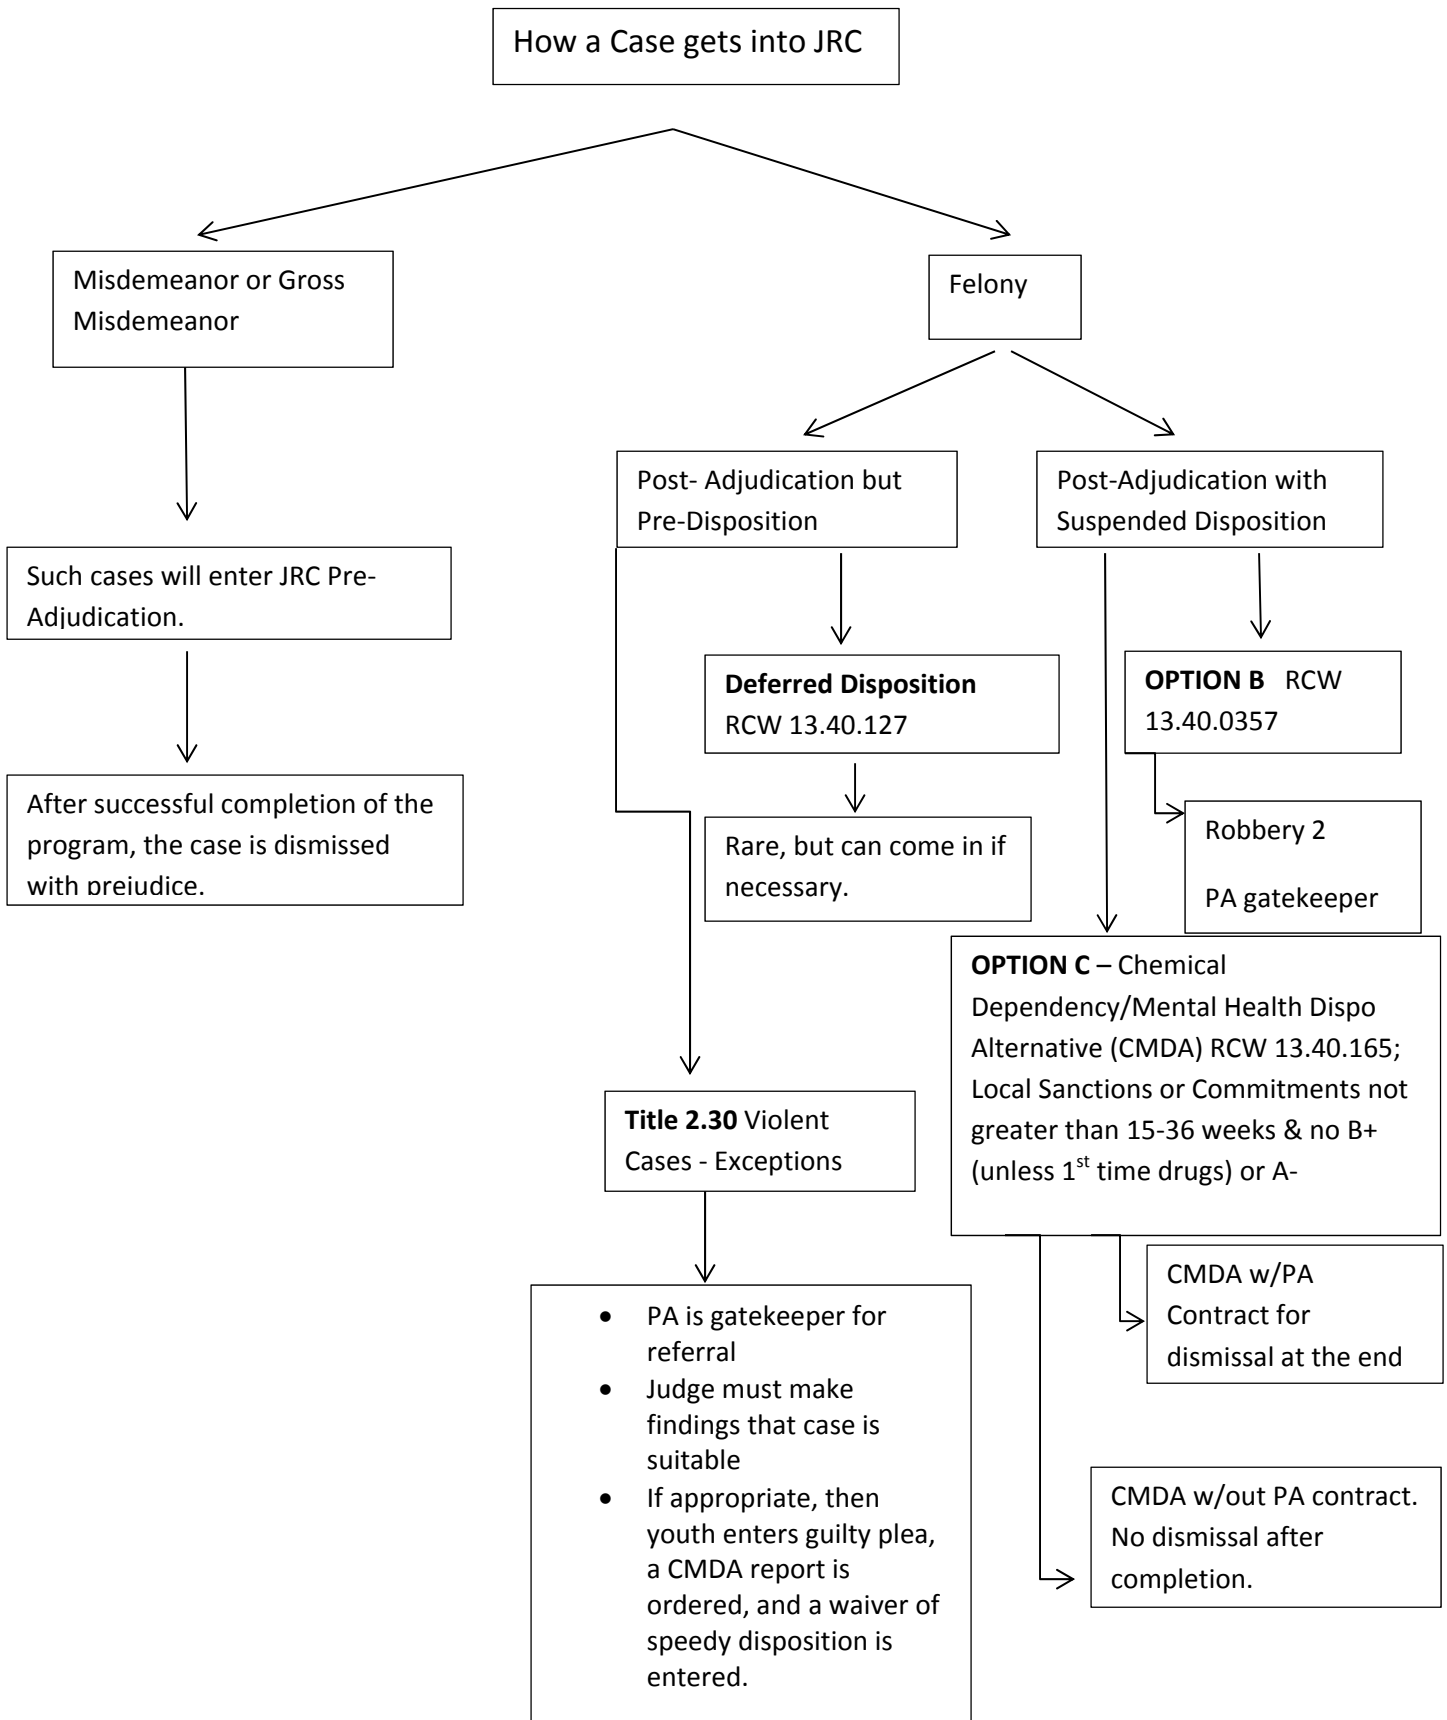 How a Case gets into JRC
Misdemeanor or Gross
Misdemeanor
Felony
Post- Adjudication but
Pre-Disposition
Post-Adjudication with
Suspended Disposition
Such cases will enter JRC Pre-
Adjudication.
Deferred Disposition
RCW 13.40.127
OPTION B RCW
13.40.0357
After successful completion of the
program, the case is dismissed
with prejudice.
Rare, but can come in if
necessary.
Robbery 2
PA gatekeeper
OPTION C – Chemical
Dependency/Mental Health Dispo
Alternative (CMDA) RCW 13.40.165;
Local Sanctions or Commitments not
greater than 15-36 weeks & no B+
(unless 1st time drugs) or A-
Title 2.30 Violent
Cases - Exceptions
CMDA w/PA
Contract for
dismissal at the end
• PA is gatekeeper for
referral
• Judge must make
findings that case is
suitable
• If appropriate, then
youth enters guilty plea,
a CMDA report is
ordered, and a waiver of
speedy disposition is
entered.
CMDA w/out PA contract.
No dismissal after
completion.